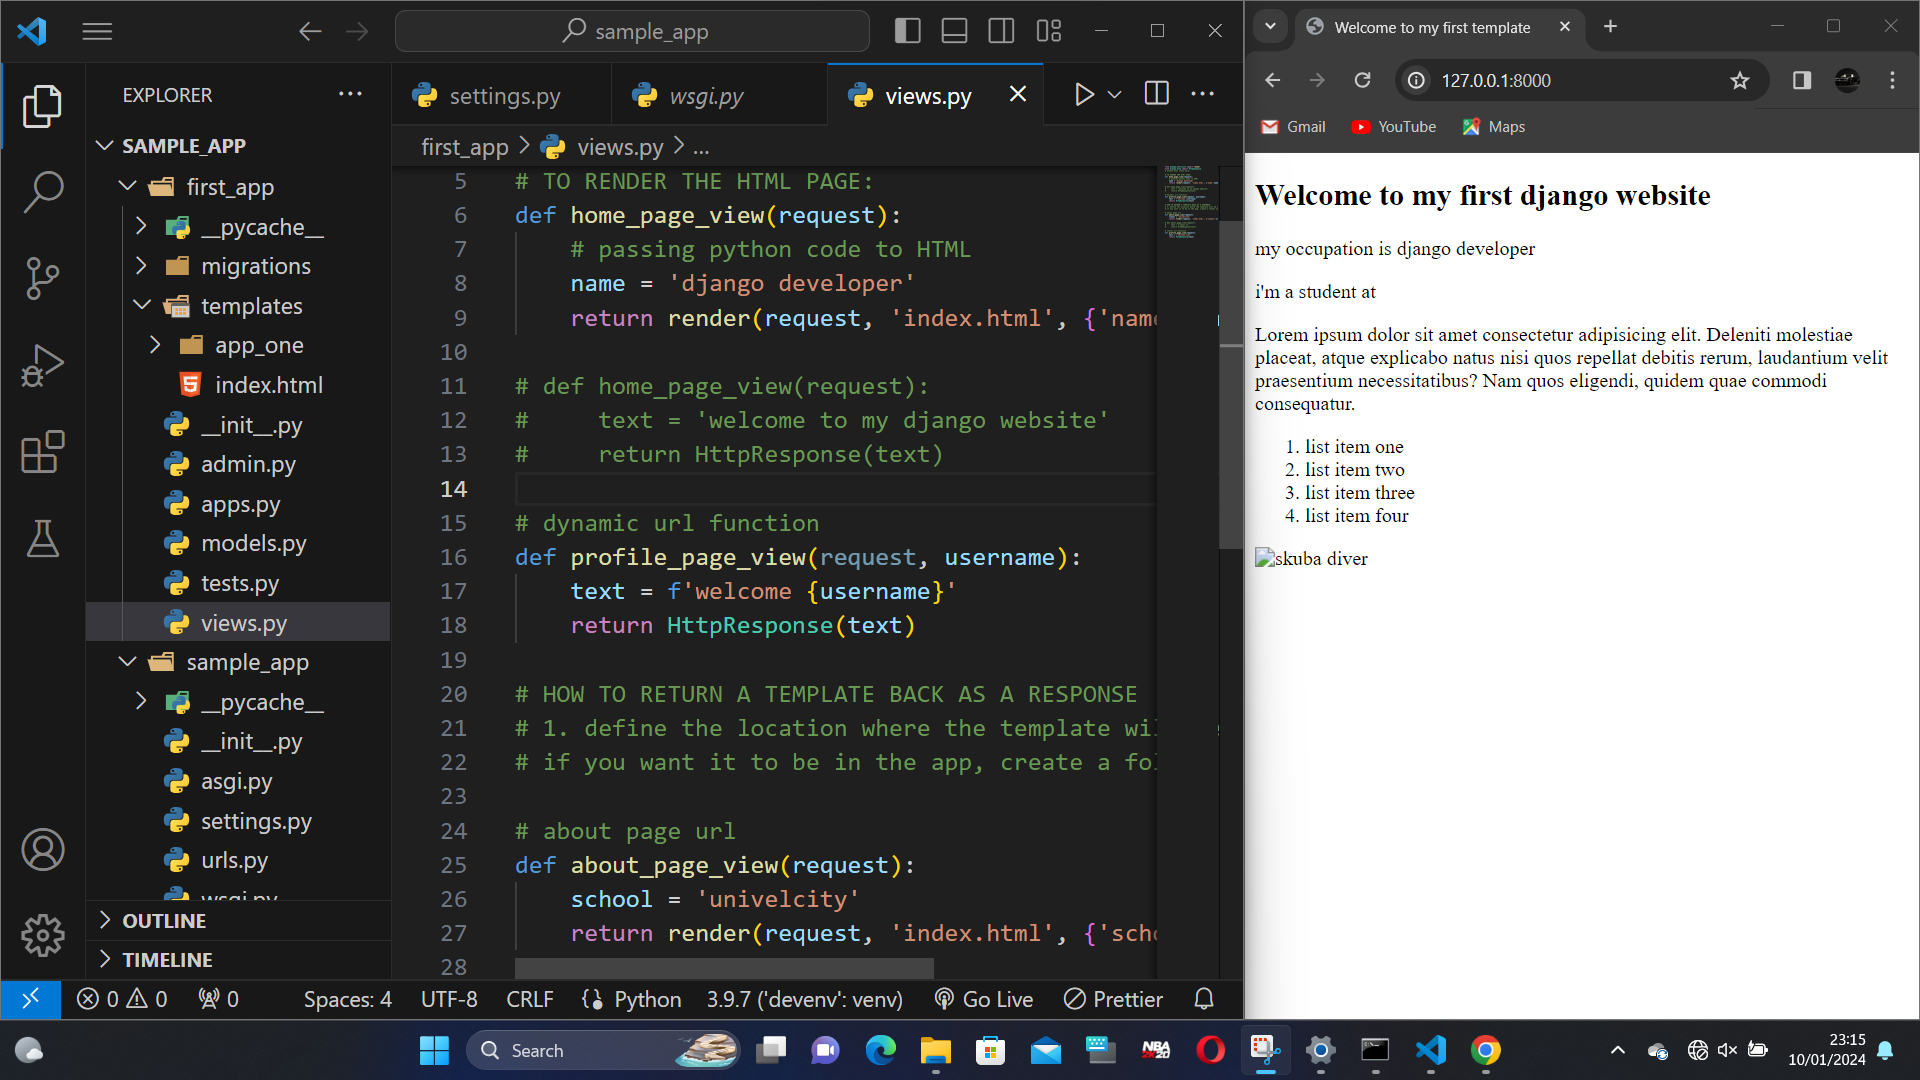 sample_app
EXPLORER
SAMPLE_APP
first_app
__pycache__
migrations
templates
app_one
index.html
__init__.py
admin.py
apps.py
models.py
tests.py
views.py
sample_app
__pycache__
__init__.py
asgi.py
settings.py
urls.py
wsgi.py
OUTLINE
TIMELINE
settings.py
wsgi.py
views.py
first_app > views.py > ...
5 # TO RENDER THE HTML PAGE:
6 def home_page_view(request):
7 # passing python code to HTML
8 name = 'django developer'
9 return render(request, 'index.html', {'name
10
11 # def home_page_view(request):
12 # text = 'welcome to my django website'
13 # return HttpResponse(text)
14
15 # dynamic url function
16 def profile_page_view(request, username):
17 text = f'welcome {username}'
18 return HttpResponse(text)
19
20 # HOW TO RETURN A TEMPLATE BACK AS A RESPONSE
21 # 1. define the location where the template wil
22 # if you want it to be in the app, create a fol
23
24 # about page url
25 def about_page_view(request):
26 school = 'univelcity'
27 return render(request, 'index.html', {'scho
28
0 0 0 Spaces: 4 UTF-8 CRLF Python 3.9.7 ('devenv': venv) Go Live Prettier
Welcome to my first template
127.0.0.1:8000
Gmail YouTube Maps
Welcome to my first django website
my occupation is django developer
i'm a student at
Lorem ipsum dolor sit amet consectetur adipisicing elit. Deleniti molestiae
placeat, atque explicabo natus nisi quos repellat debitis rerum, laudantium velit
praesentium necessitatibus? Nam quos eligendi, quidem quae commodi
consequatur.
1. list item one
2. list item two
3. list item three
4. list item four
skuba diver
Search
NBA
2K20
23:15
10/01/2024